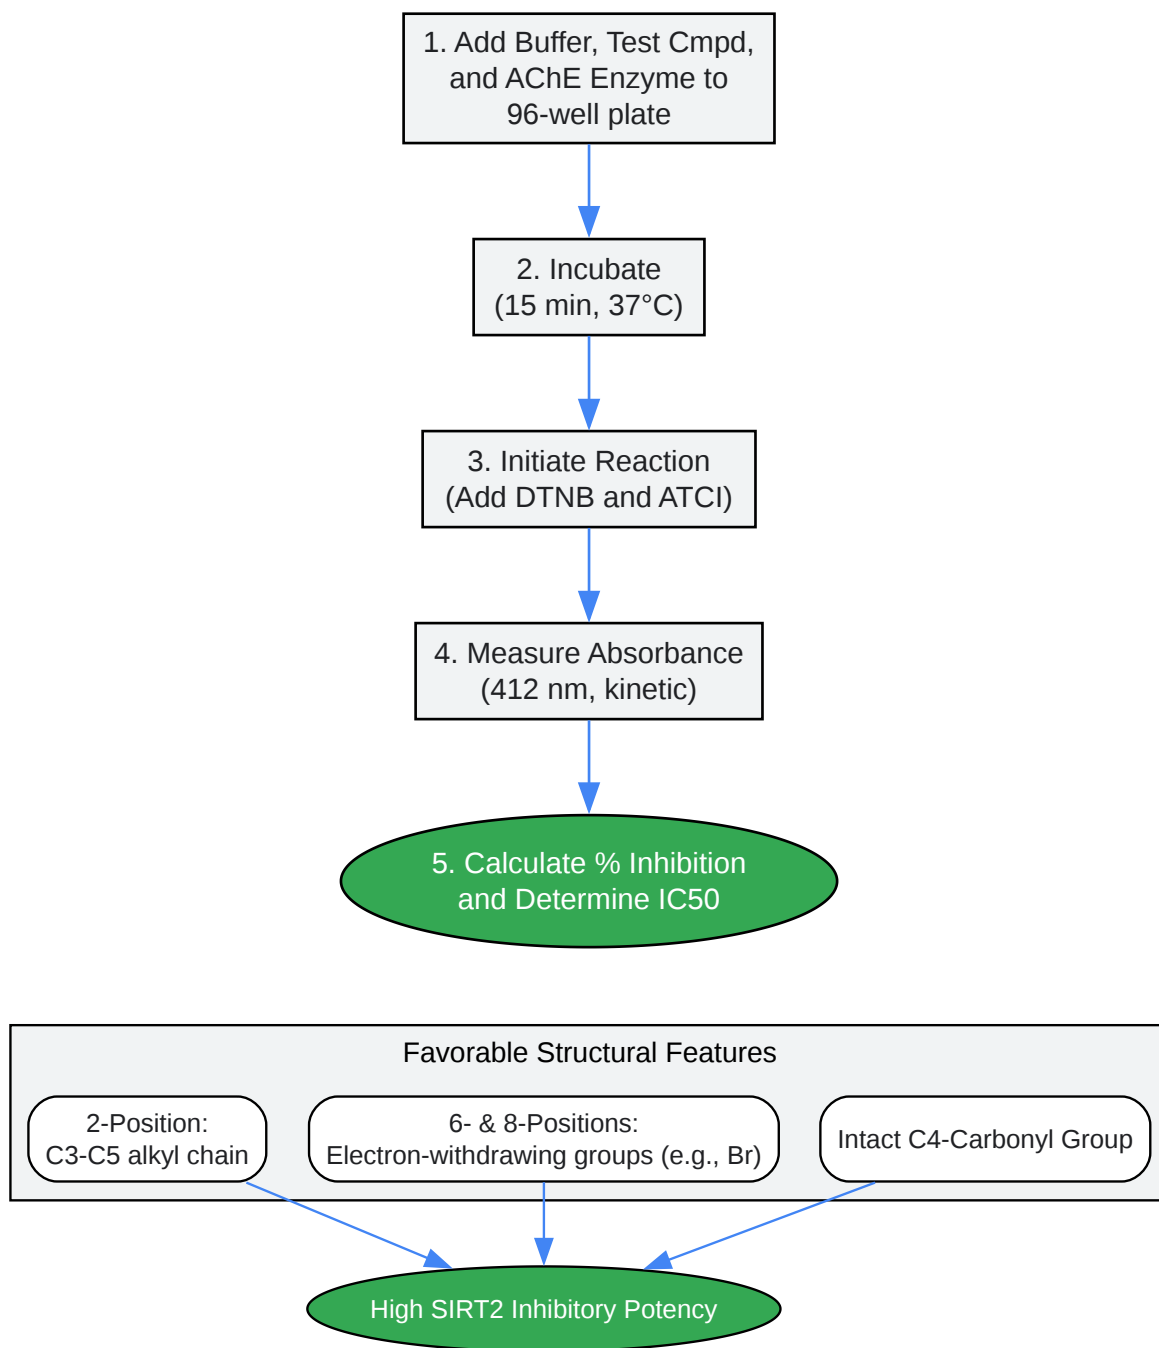 1. Add Buffer, Test Cmpd,
and AChE Enzyme to
96-well plate
2. Incubate
(15 min, 37°C)
3. Initiate Reaction
(Add DTNB and ATCI)
4. Measure Absorbance
(412 nm, kinetic)
5. Calculate % Inhibition
and Determine IC50
Favorable Structural Features
2-Position:
C3-C5 alkyl chain
6- & 8-Positions:
Electron-withdrawing groups (e.g., Br)
Intact C4-Carbonyl Group
High SIRT2 Inhibitory Potency